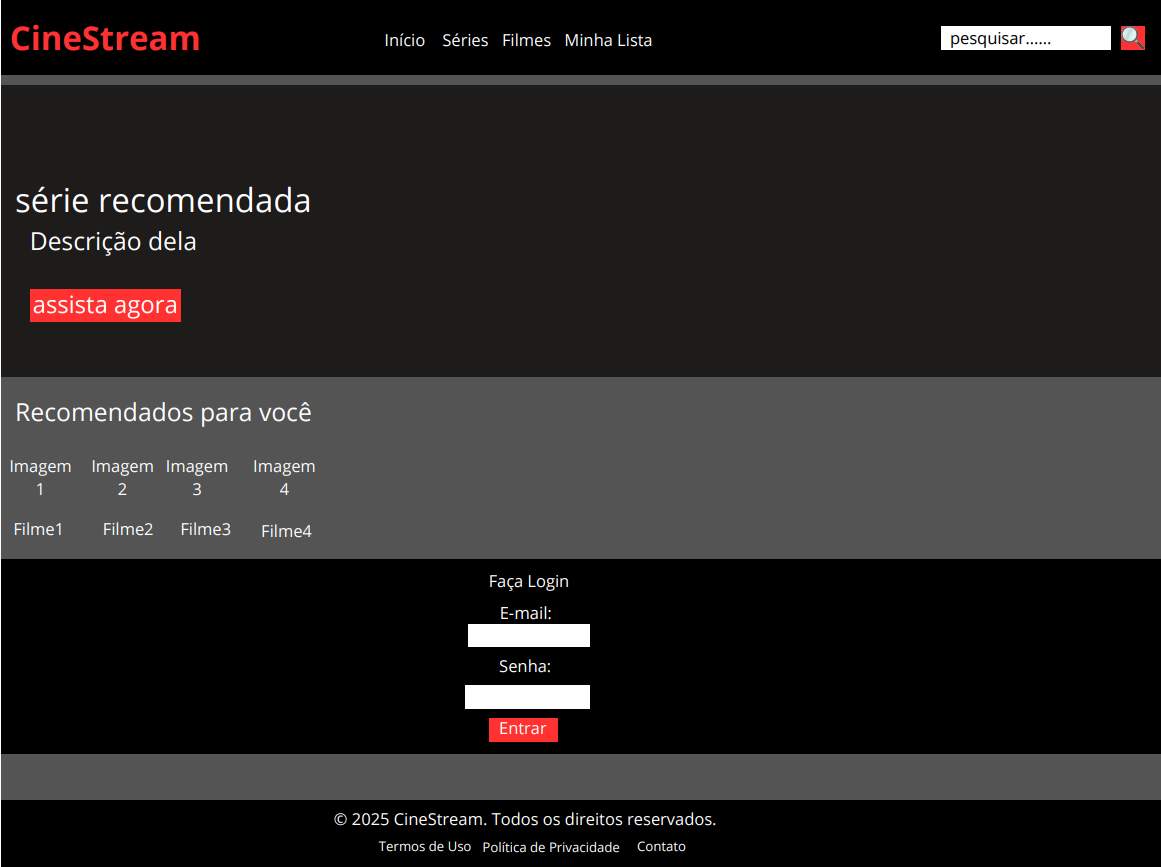 CineStream
Início Séries Filmes Minha Lista
pesquisar......
série recomendada
Descrição dela
assista agora
Recomendados para você
Imagem 1
Imagem 2
Imagem 3
Imagem 4
Filme1
Filme2
Filme3
Filme4
Faça Login
E-mail:
Senha:
Entrar
© 2025 CineStream. Todos os direitos reservados.
Termos de Uso Política de Privacidade Contato